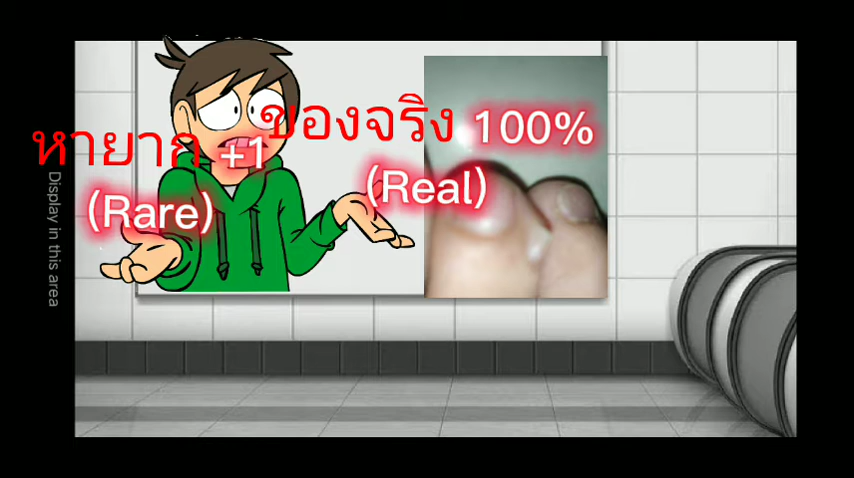 หายาก +1
(Rare)
ของจริง 100%
(Real)
Display in this area